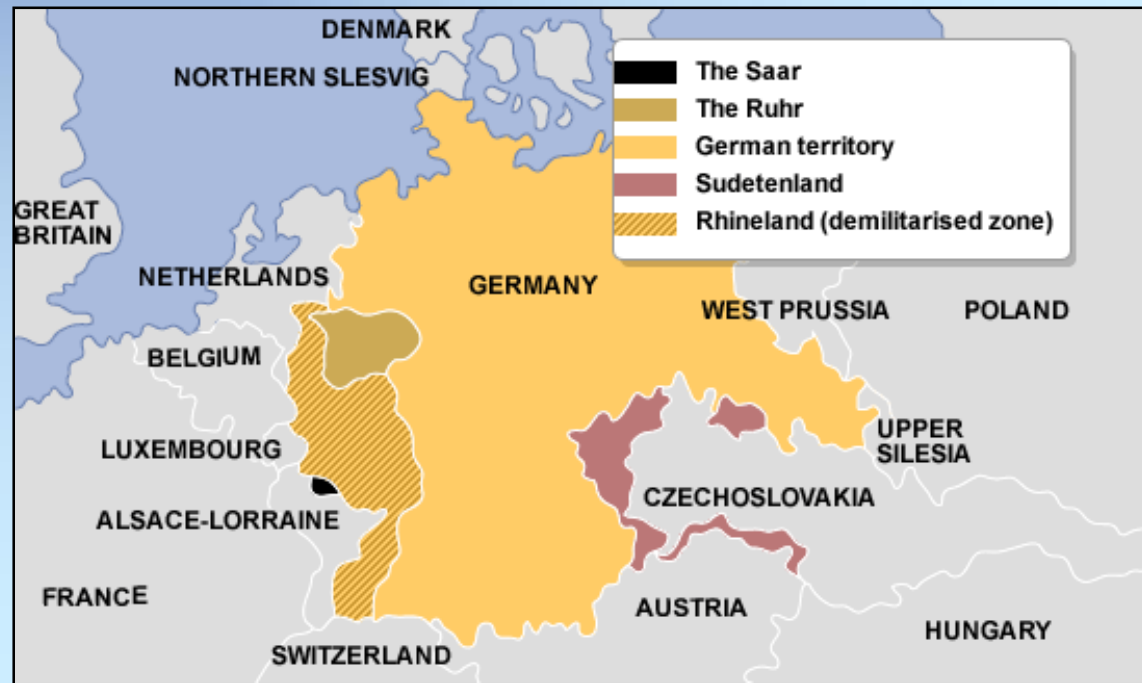 DENMARK
NORTHERN SLESVIG
The Saar
The Ruhr
German territory
Sudetenland
Rhineland (demilitarised zone)
GREAT
BRITAIN
NETHERLANDS
GERMANY
WEST PRUSSIA
POLAND
BELGIUM
LUXEMBOURG
UPPER
SILESIA
CZECHOSLOVAKIA
ALSACE-LORRAINE
FRANCE
AUSTRIA
HUNGARY
SWITZERLAND